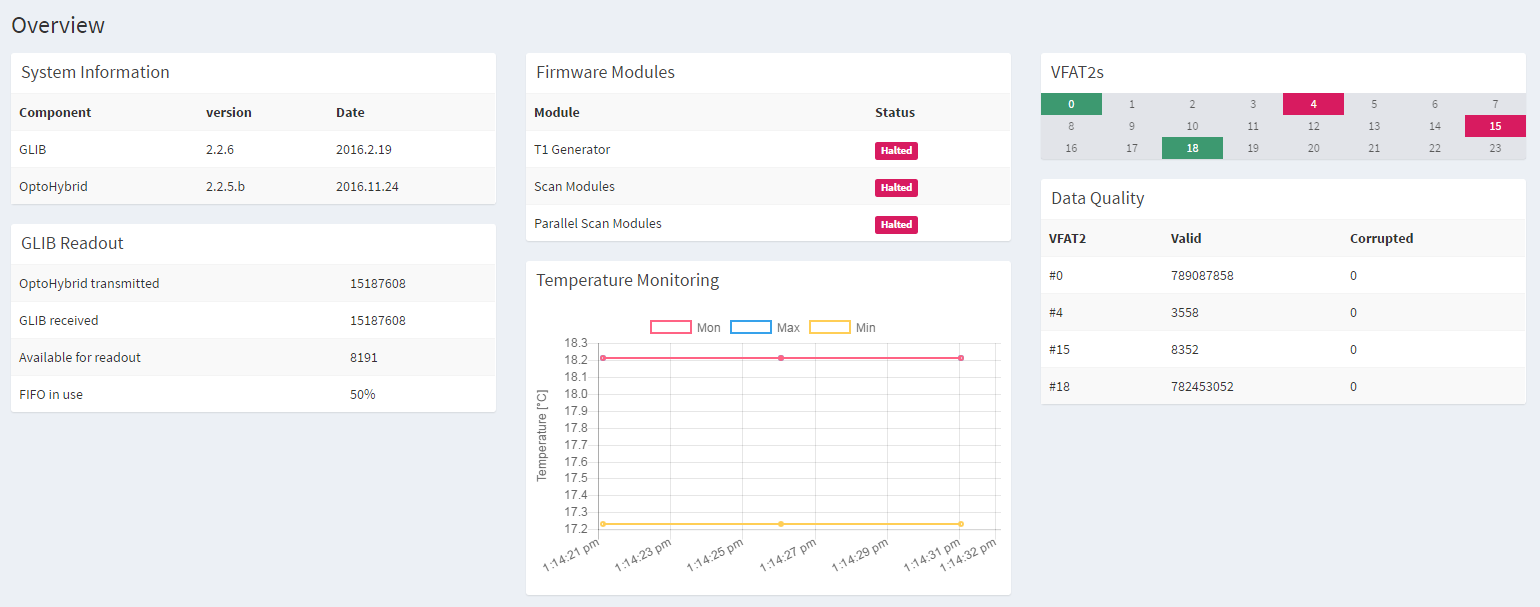 Overview
System Information
Component version Date
GLIB 2.2.6 2016.2.19
OptoHybrid 2.2.5.b 2016.11.24
GLIB Readout
OptoHybrid transmitted 15187608
GLIB received 15187608
Available for readout 8191
FIFO in use 50%
Firmware Modules
Module Status
T1 Generator Halted
Scan Modules Halted
Parallel Scan Modules Halted
Temperature Monitoring
Mon Max Min
Temperature [°C]
18.3
18.2
18.1
18.0
17.9
17.8
17.7
17.6
17.5
17.4
17.3
17.2
1:14:21 pm 1:14:23 pm 1:14:25 pm 1:14:27 pm 1:14:29 pm 1:14:31 pm 1:14:32 pm
VFAT2s
0 1 2 3 4 5 6 7
8 9 10 11 12 13 14 15
16 17 18 19 20 21 22 23
Data Quality
VFAT2 Valid Corrupted
#0 789087858 0
#4 3558 0
#15 8352 0
#18 782453052 0